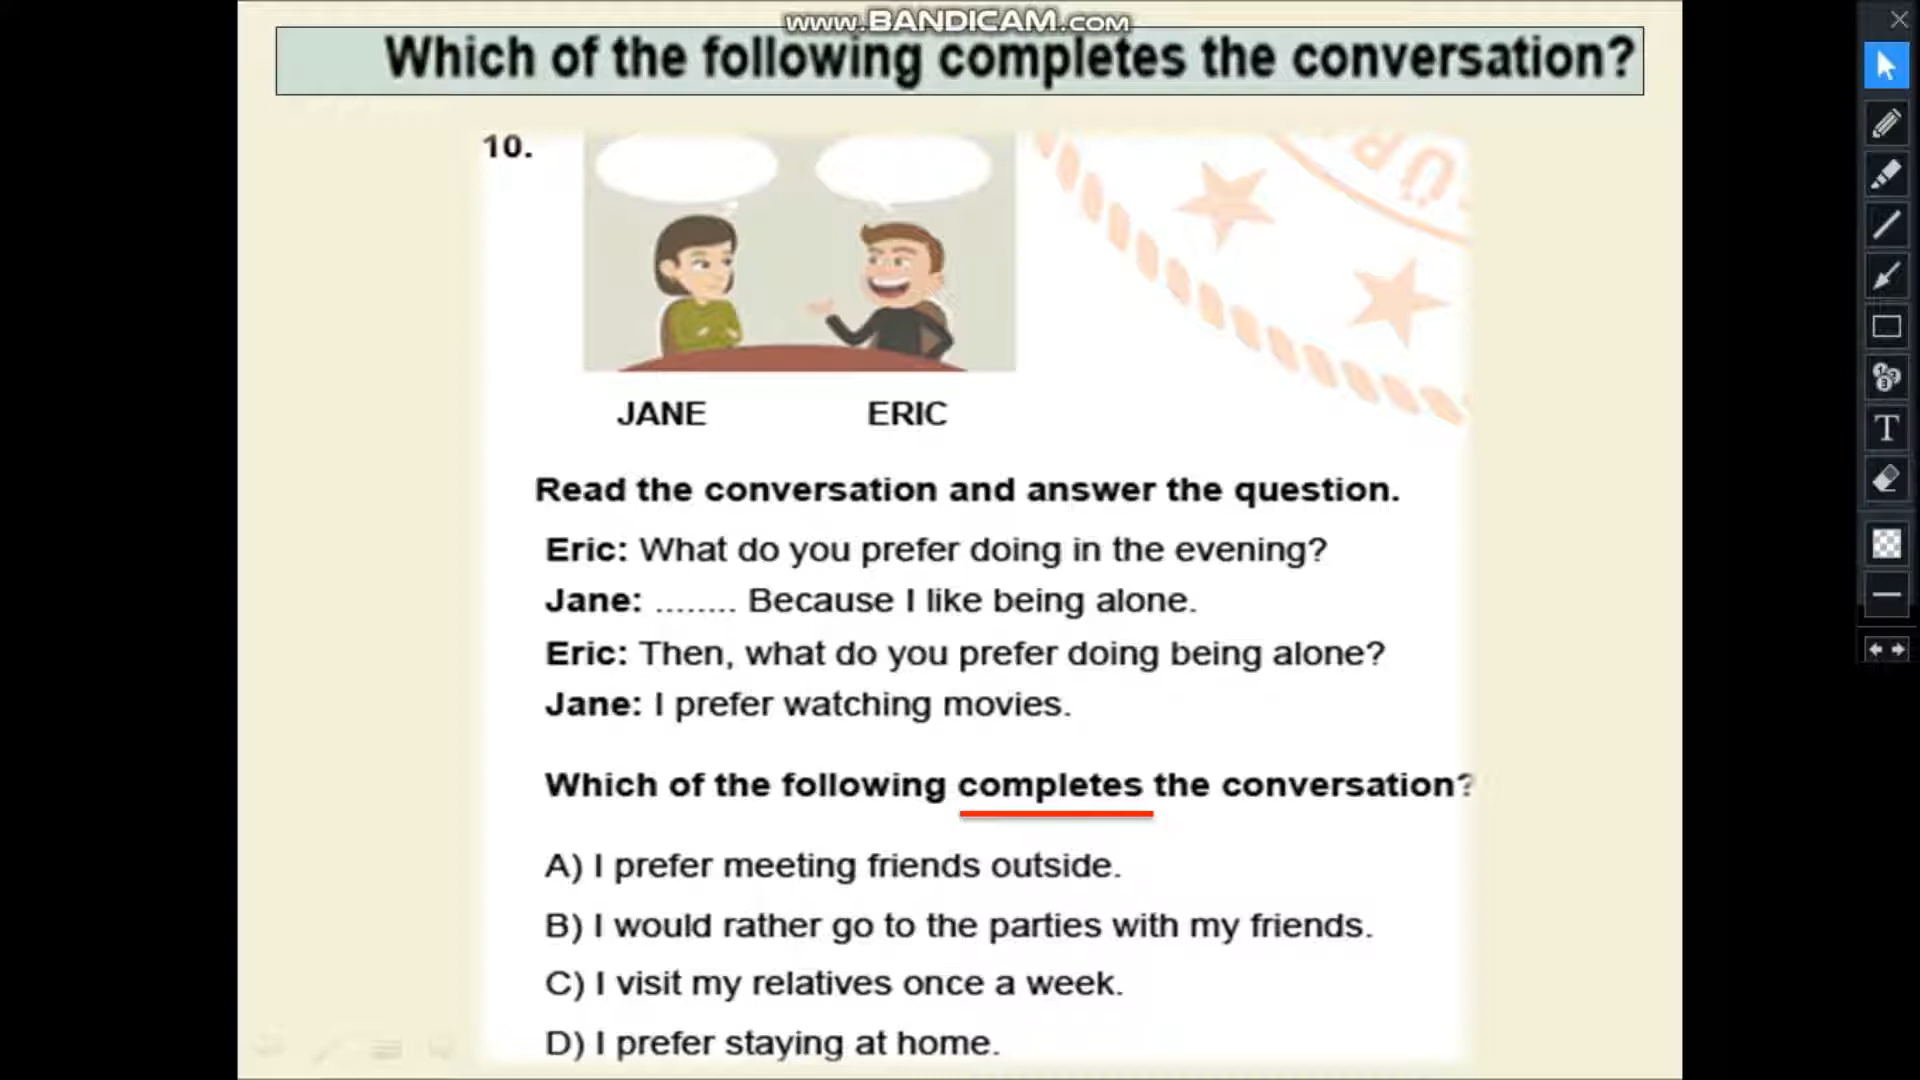 www.BANDICAM.com
Which of the following completes the conversation?
10.
ÜR
JANE ERIC
Read the conversation and answer the question.
Eric: What do you prefer doing in the evening?
Jane: ........ Because I like being alone.
Eric: Then, what do you prefer doing being alone?
Jane: I prefer watching movies.
Which of the following completes the conversation?
A) I prefer meeting friends outside.
B) I would rather go to the parties with my friends.
C) I visit my relatives once a week.
D) I prefer staying at home.